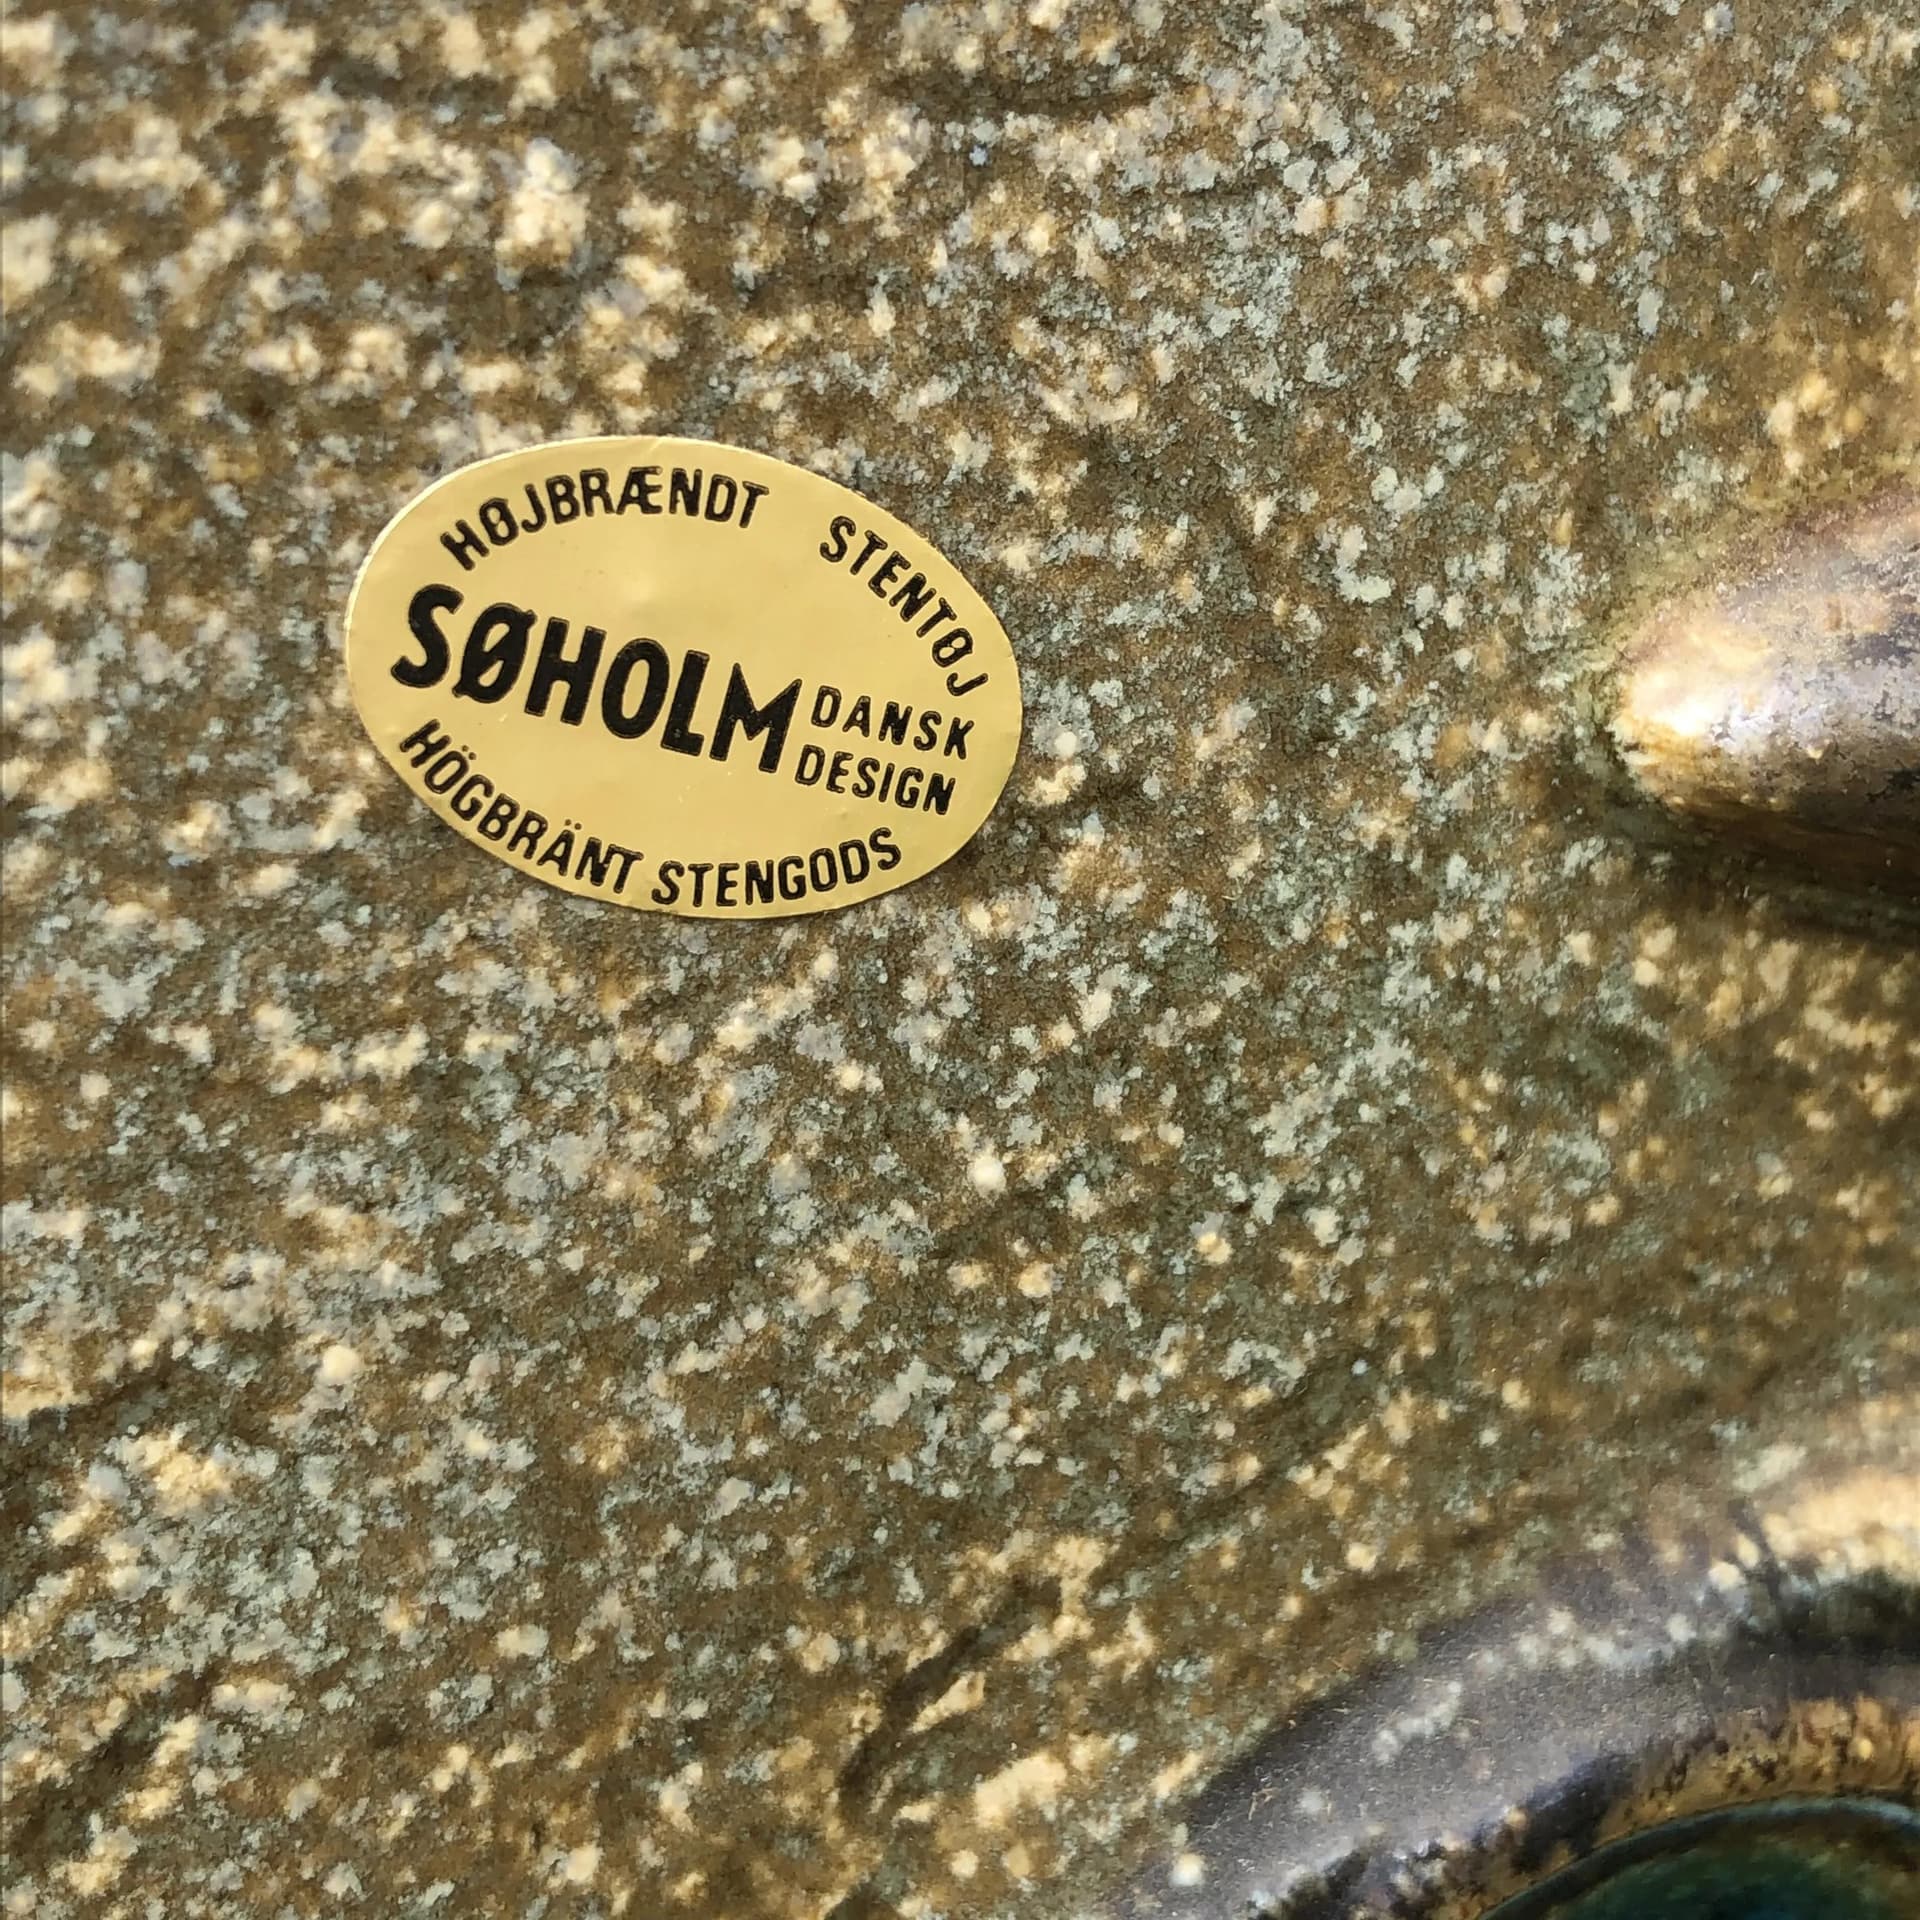 HØJBRÆNDT STENTØJ
SØHOLM
DANSK
DESIGN
HÖGBRÄNT STENGODS